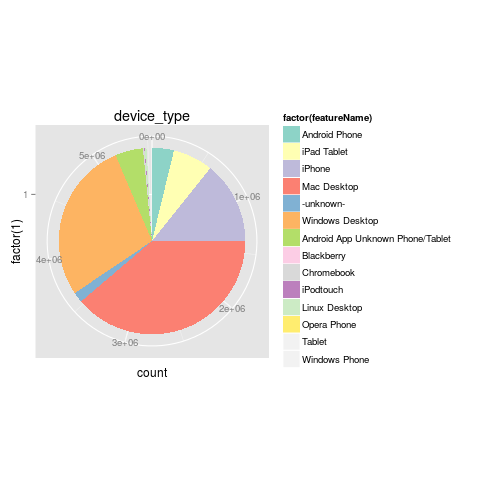 device_type
0e+00
1e+06
2e+06
3e+06
4e+06
5e+06
1
factor(1)
count
factor(featureName)
Android Phone
iPad Tablet
iPhone
Mac Desktop
-unknown-
Windows Desktop
Android App Unknown Phone/Tablet
Blackberry
Chromebook
iPodtouch
Linux Desktop
Opera Phone
Tablet
Windows Phone